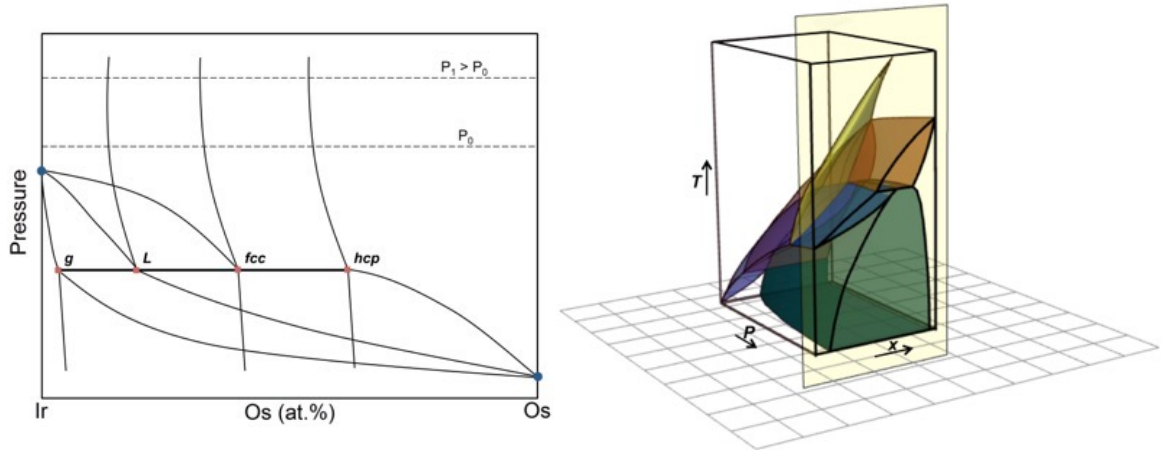 P₁ > P₀
P₀
Pressure
g
L
fcc
hcp
Ir
Os (at.%)
Os
T
P
x